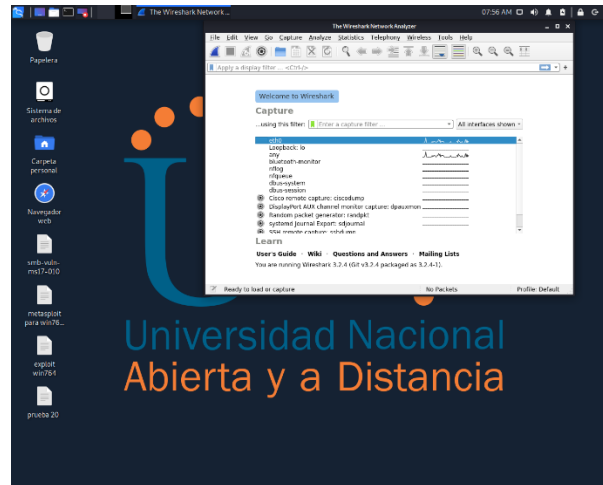 The Wireshark Network...
07:56 AM
Papelera
Sistema de
archivos
Carpeta
personal
Navegador
web
smb-vuln-
ms17-010
metasploit
para win76...
exploit
win764
prueba 20
The Wireshark Network Analyzer
File Edit View Go Capture Analyze Statistics Telephony Wireless Tools Help
Apply a display filter ... <Ctrl-/>
Welcome to Wireshark
Capture
...using this filter: Enter a capture filter ... All interfaces shown
eth0
Loopback: lo
any
bluetooth-monitor
nflog
nfqueue
dbus-system
dbus-session
Cisco remote capture: ciscodump
DisplayPort AUX channel monitor capture: dpauxmon
Random packet generator: randpkt
systemd Journal Export: sdjournal
SSH remote capture: sshdump
Learn
User's Guide · Wiki · Questions and Answers · Mailing Lists
You are running Wireshark 3.2.4 (Git v3.2.4 packaged as 3.2.4-1).
Ready to load or capture No Packets Profile: Default
Universidad Nacional
Abierta y a Distancia